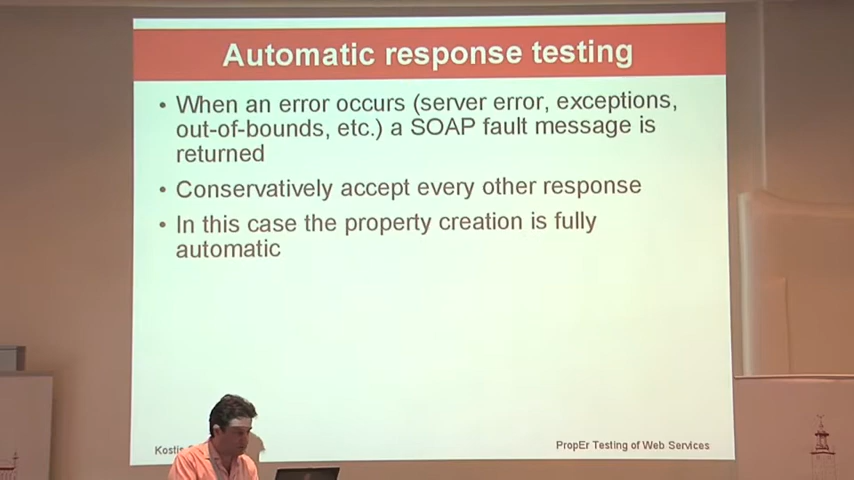 Automatic response testing
• When an error occurs (server error, exceptions,
out-of-bounds, etc.) a SOAP fault message is
returned
• Conservatively accept every other response
• In this case the property creation is fully
automatic
Kostis
PropEr Testing of Web Services